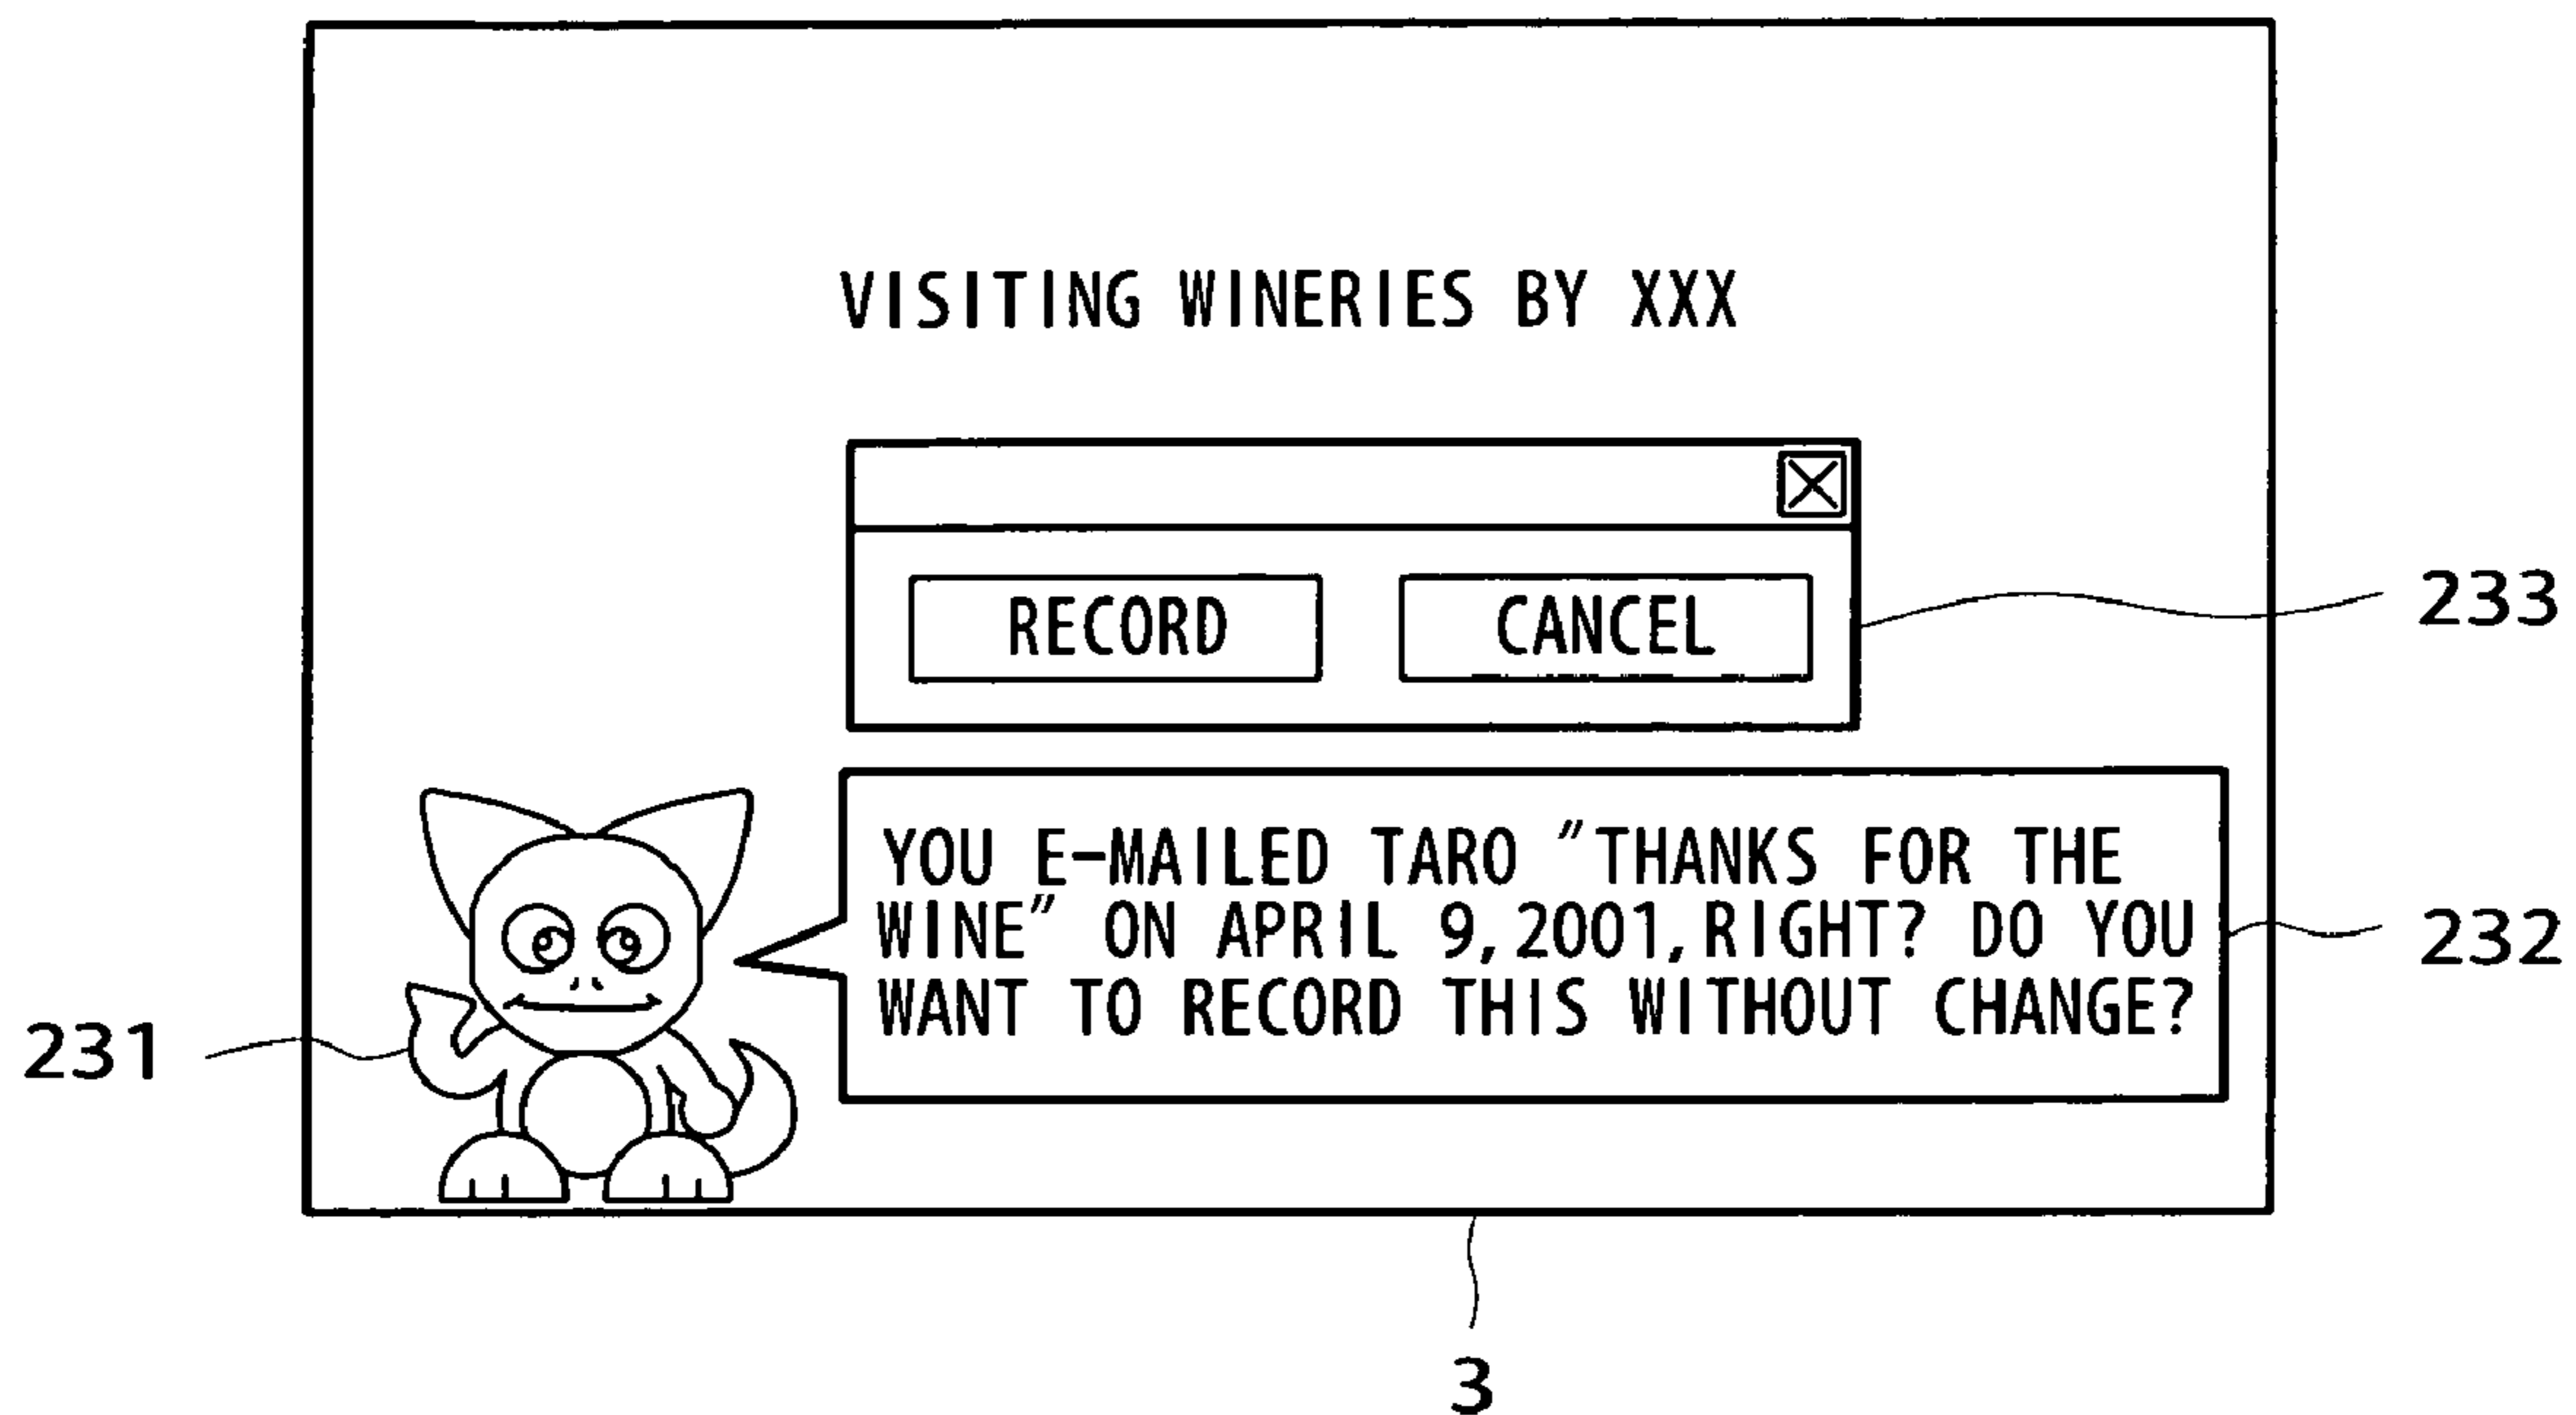 VISITING WINERIES BY XXX
RECORD
CANCEL
233
YOU E-MAILED TARO "THANKS FOR THE
WINE" ON APRIL 9, 2001, RIGHT? DO YOU
WANT TO RECORD THIS WITHOUT CHANGE?
232
231
3